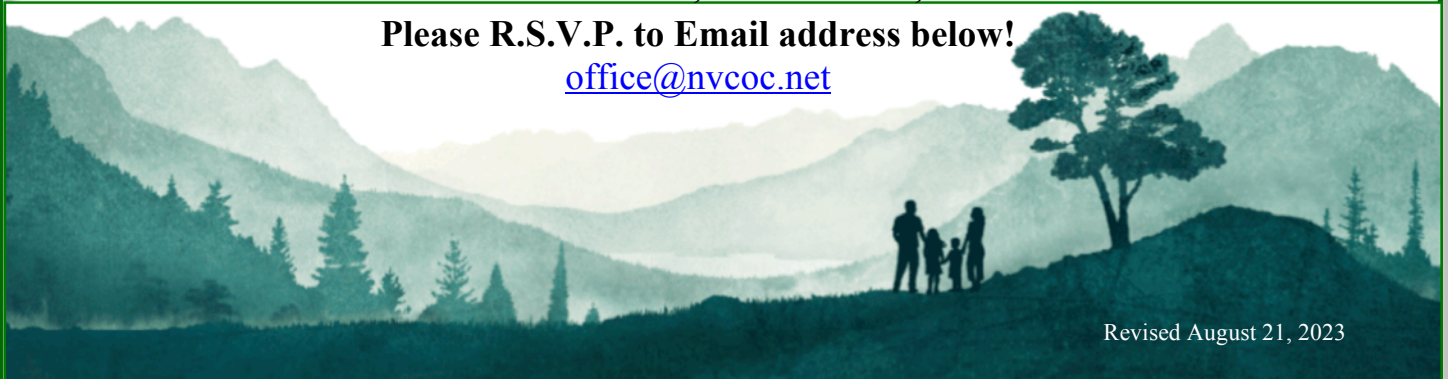 Please R.S.V.P. to Email address below!
office@nvcoc.net
Revised August 21, 2023